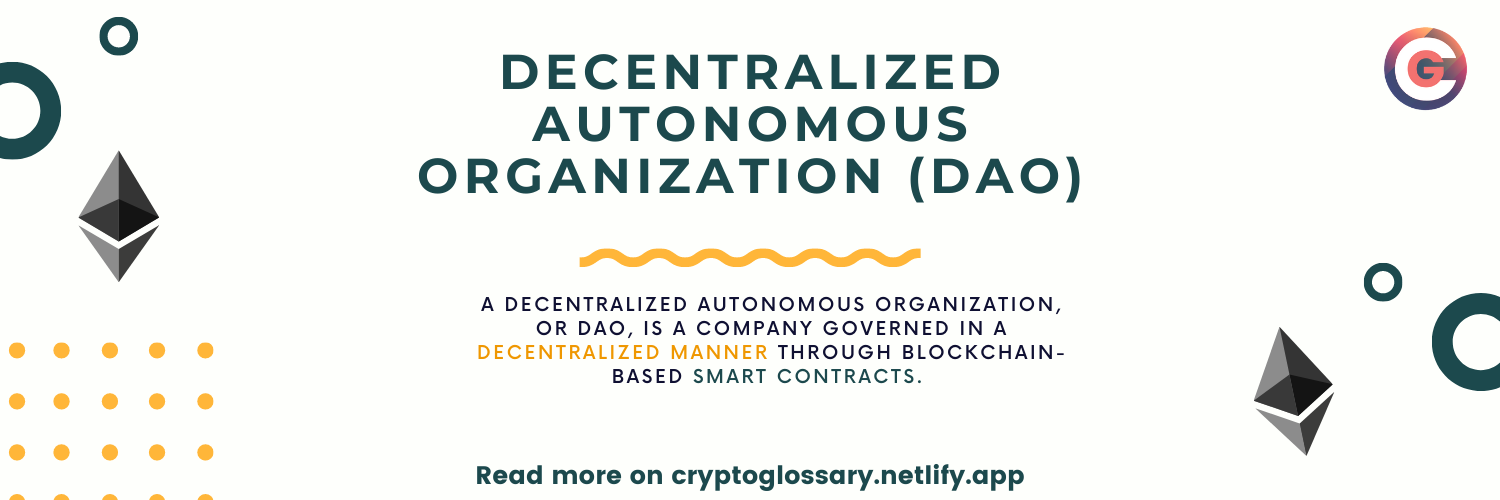 DECENTRALIZED
AUTONOMOUS
ORGANIZATION (DAO)
G
A DECENTRALIZED AUTONOMOUS ORGANIZATION,
OR DAO, IS A COMPANY GOVERNED IN A
DECENTRALIZED MANNER THROUGH BLOCKCHAIN-
BASED SMART CONTRACTS.
Read more on cryptoglossary.netlify.app